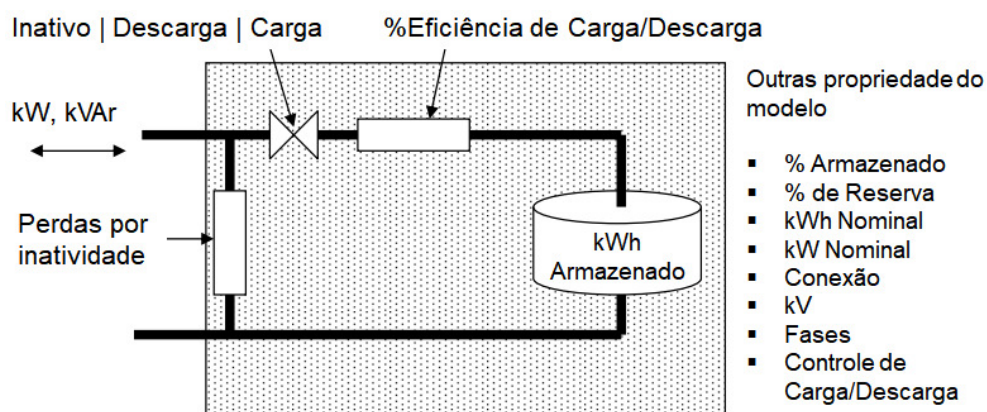 Inativo | Descarga | Carga
%Eficiência de Carga/Descarga
kW, kVAr
Perdas por
inatividade
kWh
Armazenado
Outras propriedade do
modelo
▪ % Armazenado
▪ % de Reserva
▪ kWh Nominal
▪ kW Nominal
▪ Conexão
▪ kV
▪ Fases
▪ Controle de
Carga/Descarga